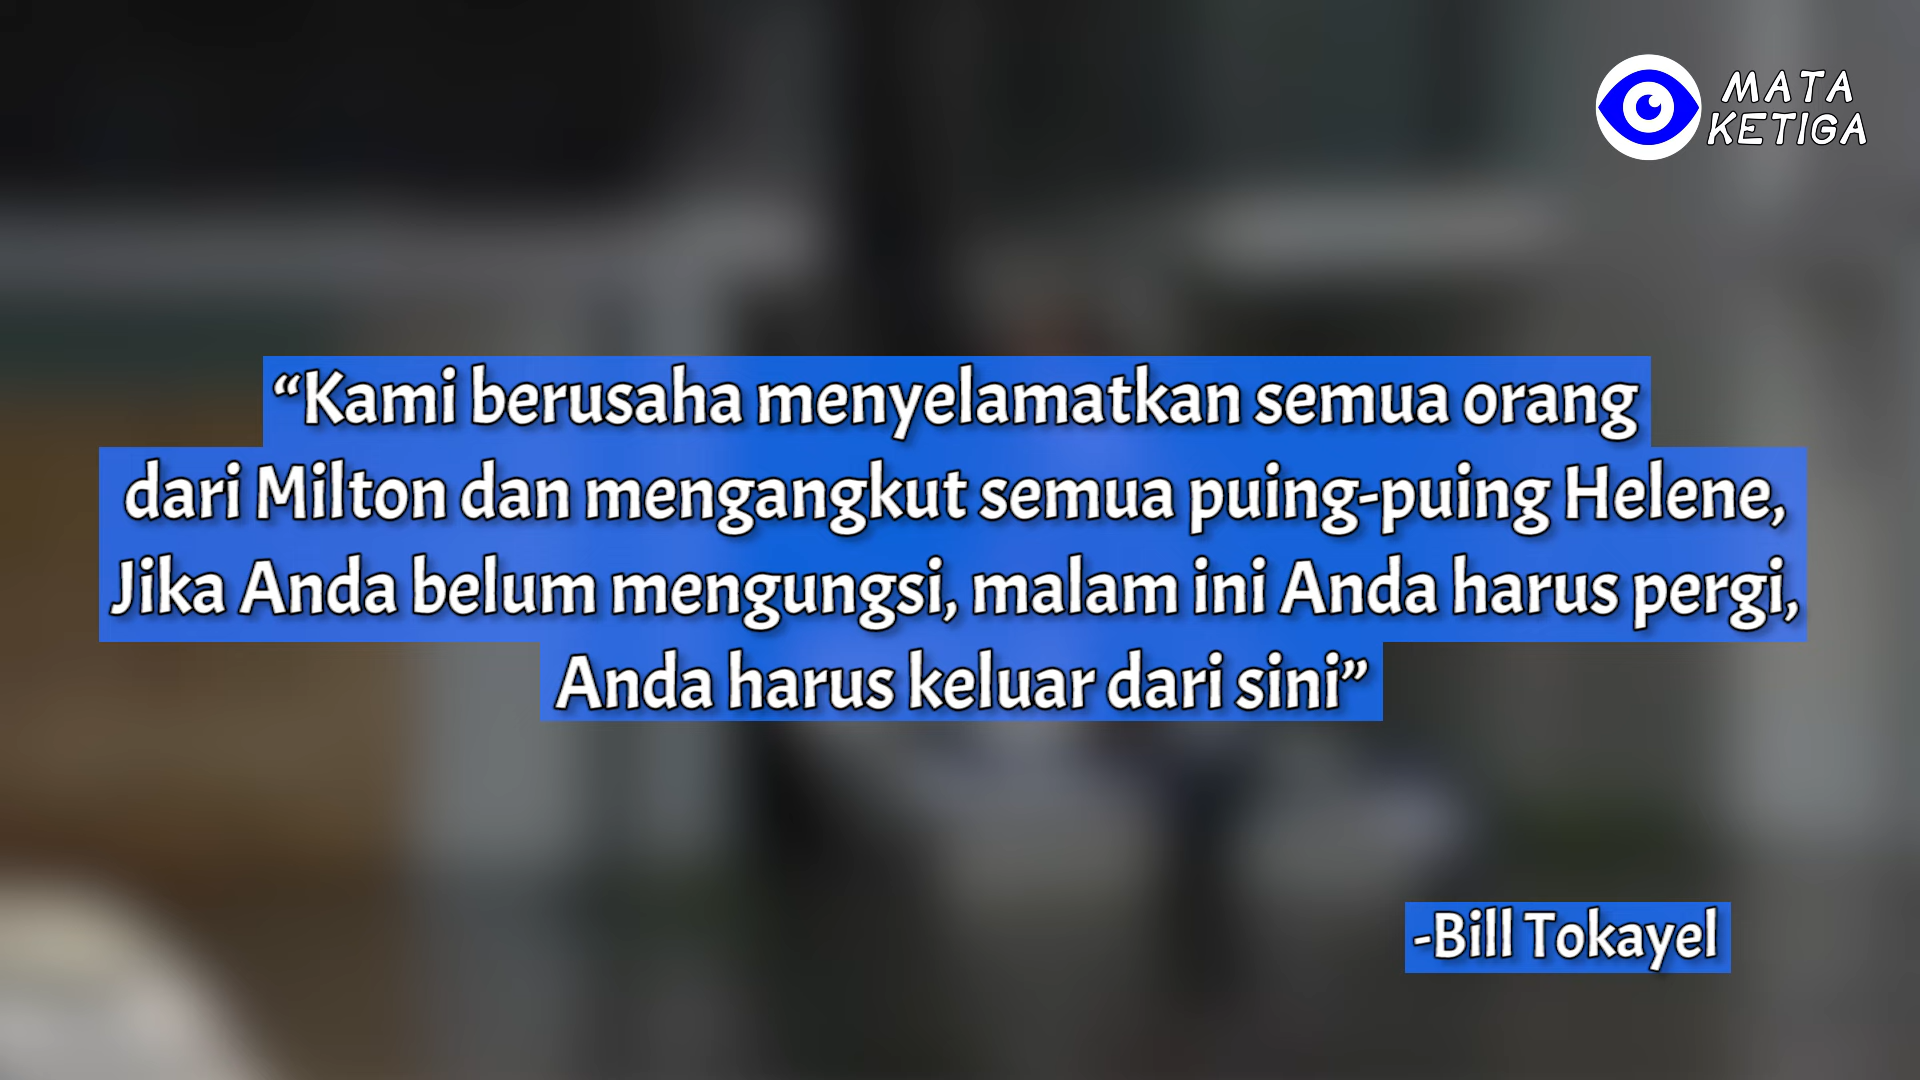 MATA
KETIGA
“Kami berusaha menyelamatkan semua orang
dari Milton dan mengangkut semua puing-puing Helene,
Jika Anda belum mengungsi, malam ini Anda harus pergi,
Anda harus keluar dari sini”
-Bill Tokayel